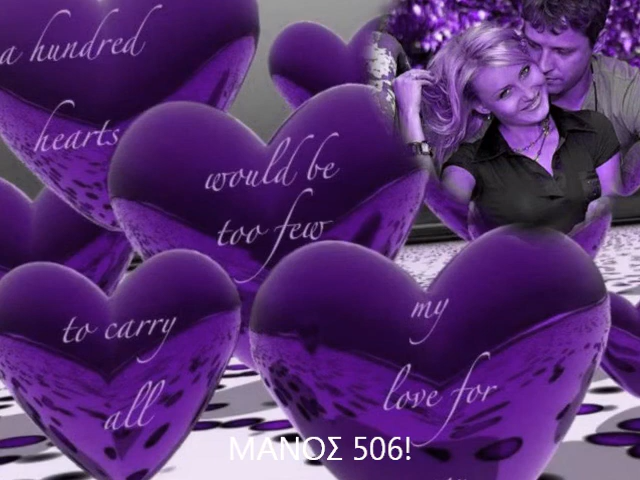 a hundred
hearts
would be
too few
to carry
all
my
love for
ΜΑΝΟΣ 506!